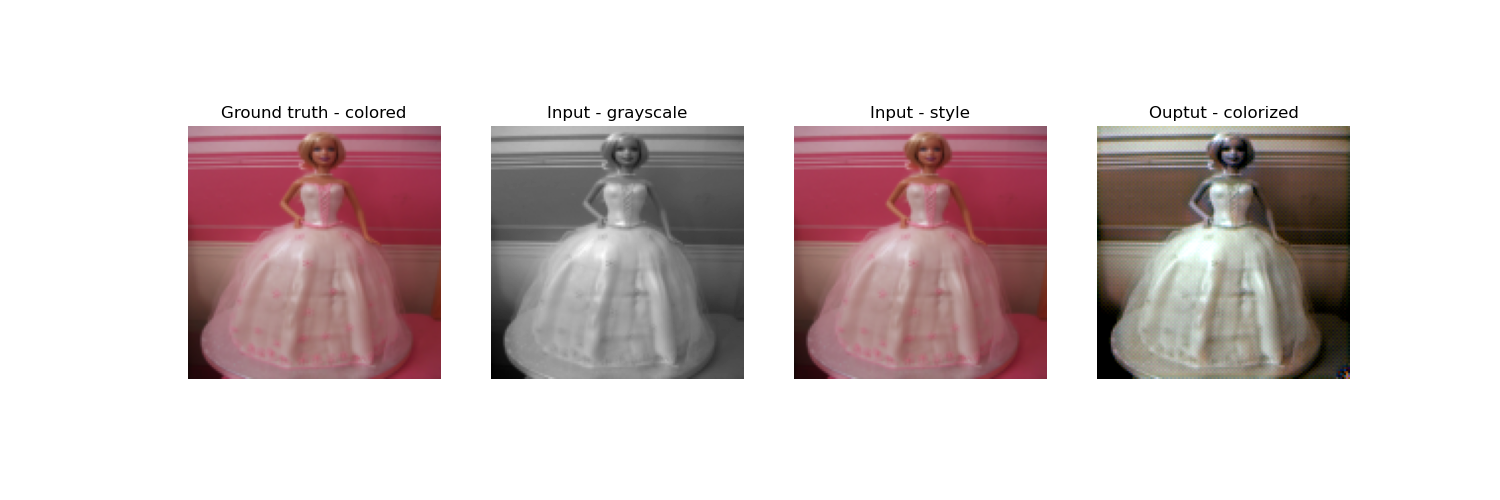 Ground truth - colored
Input - grayscale
Input - style
Ouptut - colorized